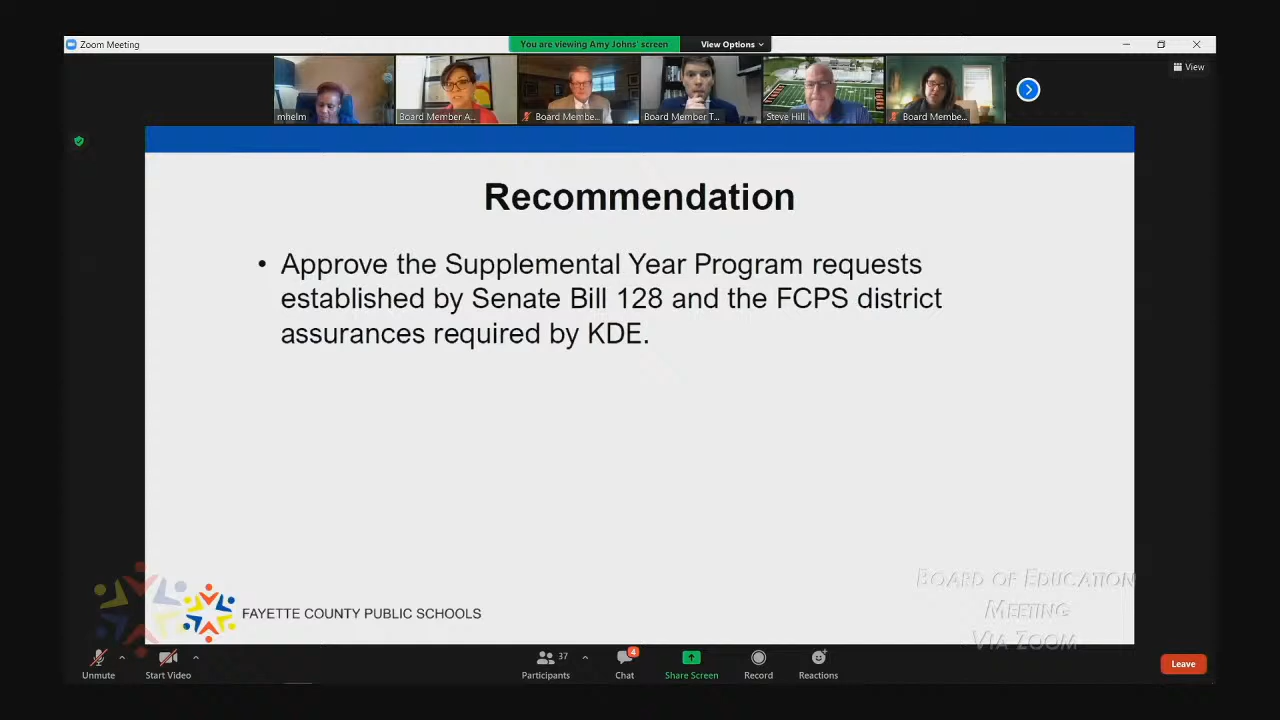 Zoom Meeting
You are viewing Amy Johns' screen
View Options
View
mhelm
Board Member A...
Board Membe...
Board Member T...
Steve Hill
Board Membe...
Recommendation
• Approve the Supplemental Year Program requests
established by Senate Bill 128 and the FCPS district
assurances required by KDE.
FAYETTE COUNTY PUBLIC SCHOOLS
Board of Education
Meeting
Via Zoom
Unmute
Start Video
37
Participants
4
Chat
Share Screen
Record
Reactions
Leave